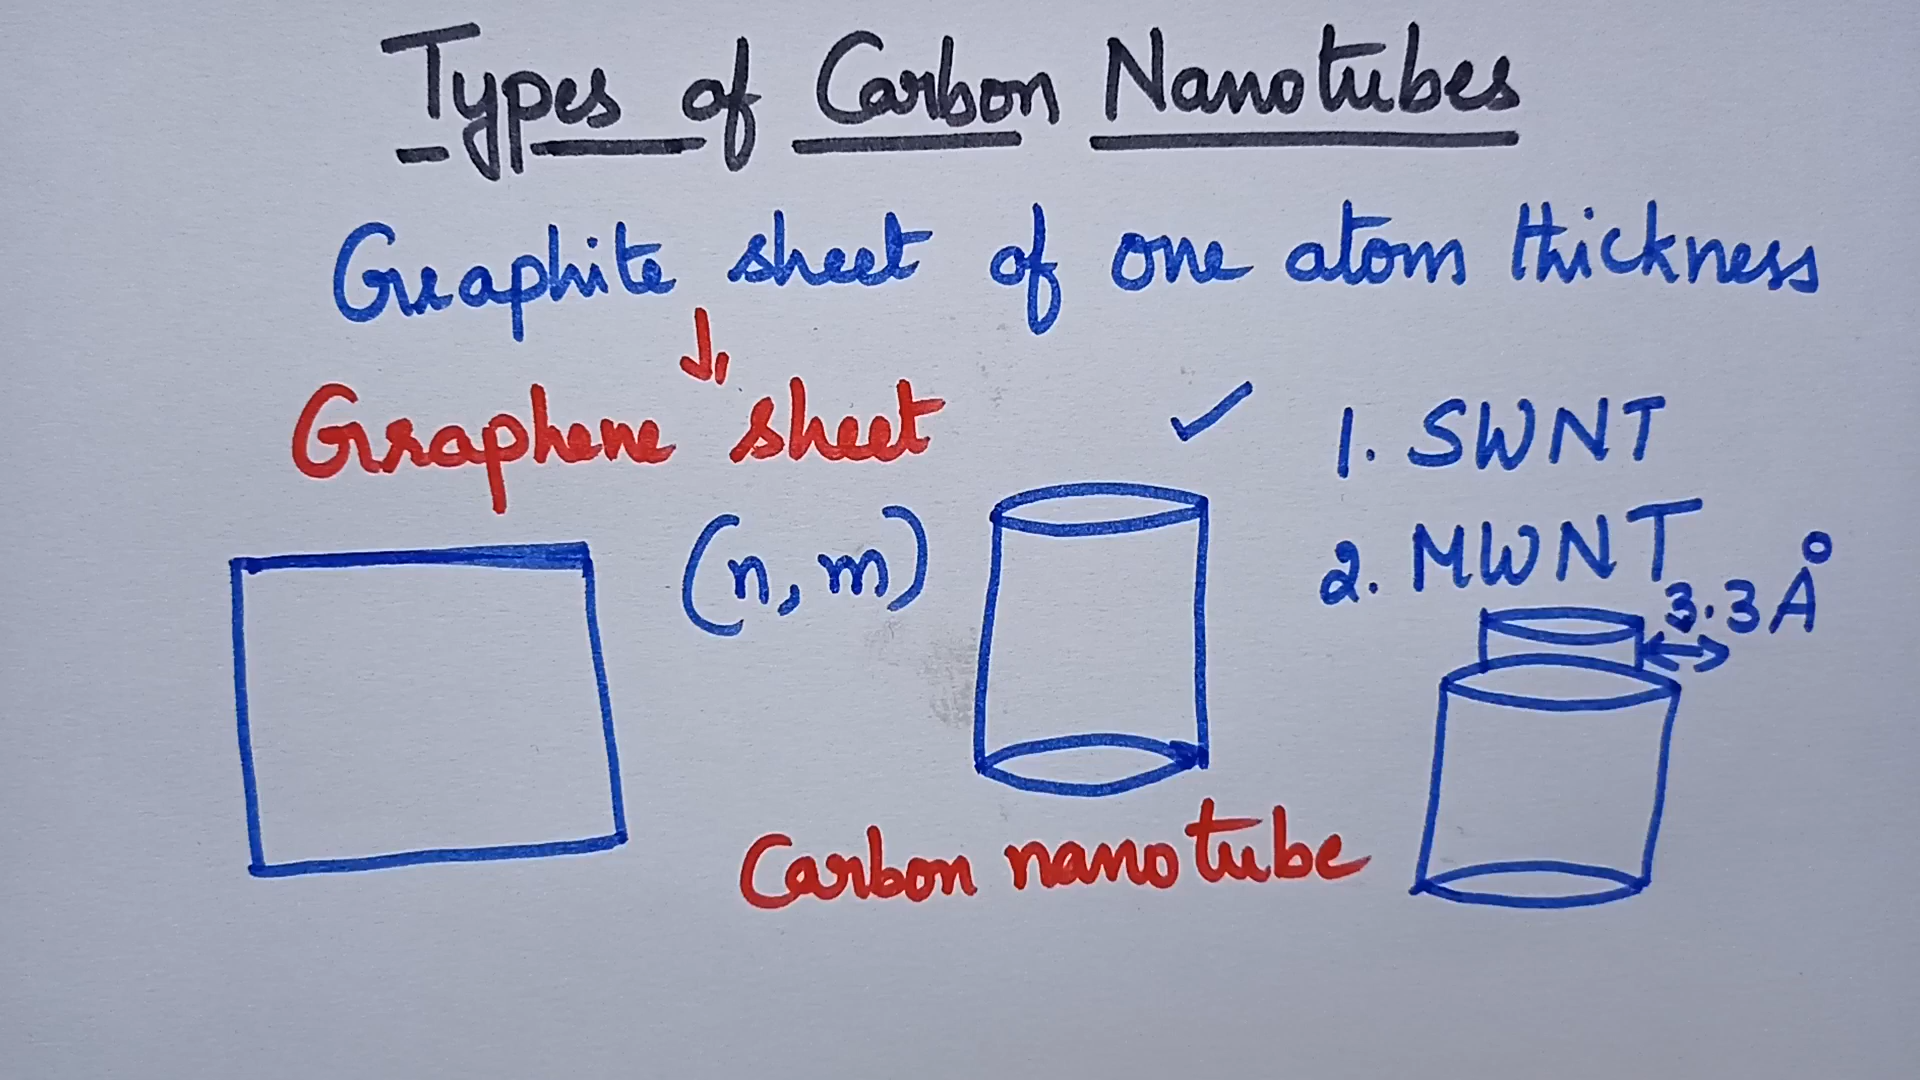 Types of Carbon Nanotubes
Graphite sheet of one atom thickness
Graphene sheet
(n, m)
1. SWNT
2. MWNT
3.3 Å
Carbon nanotube